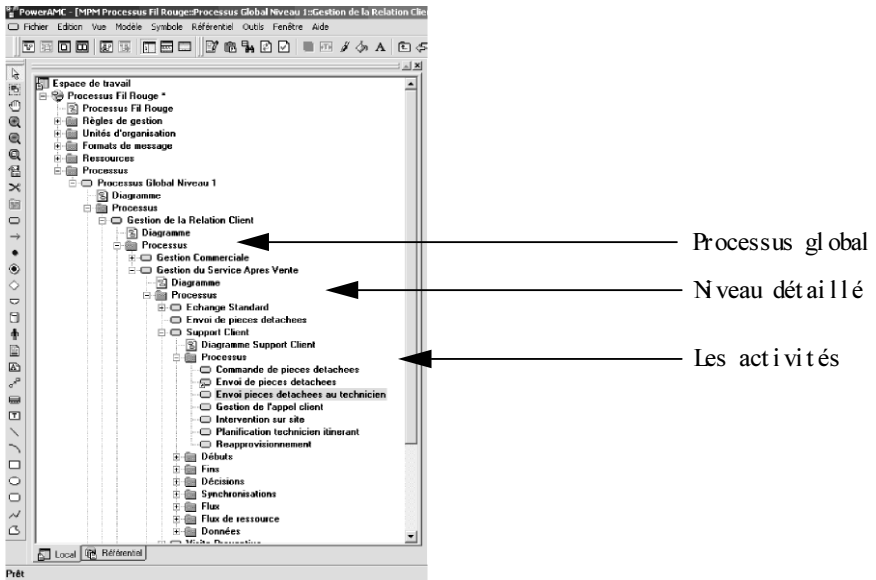 PowerAMC - [MPM Processus Fil Rouge::Processus Global Niveau 1::Gestion de la Relation Clie
Fichier Edition Vue Modèle Symbole Référentiel Outils Fenêtre Aide
Espace de travail
Processus Fil Rouge *
Processus Fil Rouge
Règles de gestion
Unités d'organisation
Formats de message
Ressources
Processus
Processus Global Niveau 1
Diagramme
Processus
Gestion de la Relation Client
Diagramme
Processus
Gestion Commerciale
Gestion du Service Apres Vente
Diagramme
Processus
Echange Standard
Envoi de pieces detachees
Support Client
Diagramme Support Client
Processus
Commande de pieces detachees
Envoi de pieces detachees
Envoi pieces detachees au technicien
Gestion de l'appel client
Intervention sur site
Planification technicien itinerant
Reapprovisionnement
Débuts
Fins
Décisions
Synchronisations
Flux
Flux de ressource
Données
Visite Preventive
Local Référentiel
Prêt
Processus global
Niveau détaillé
Les activités